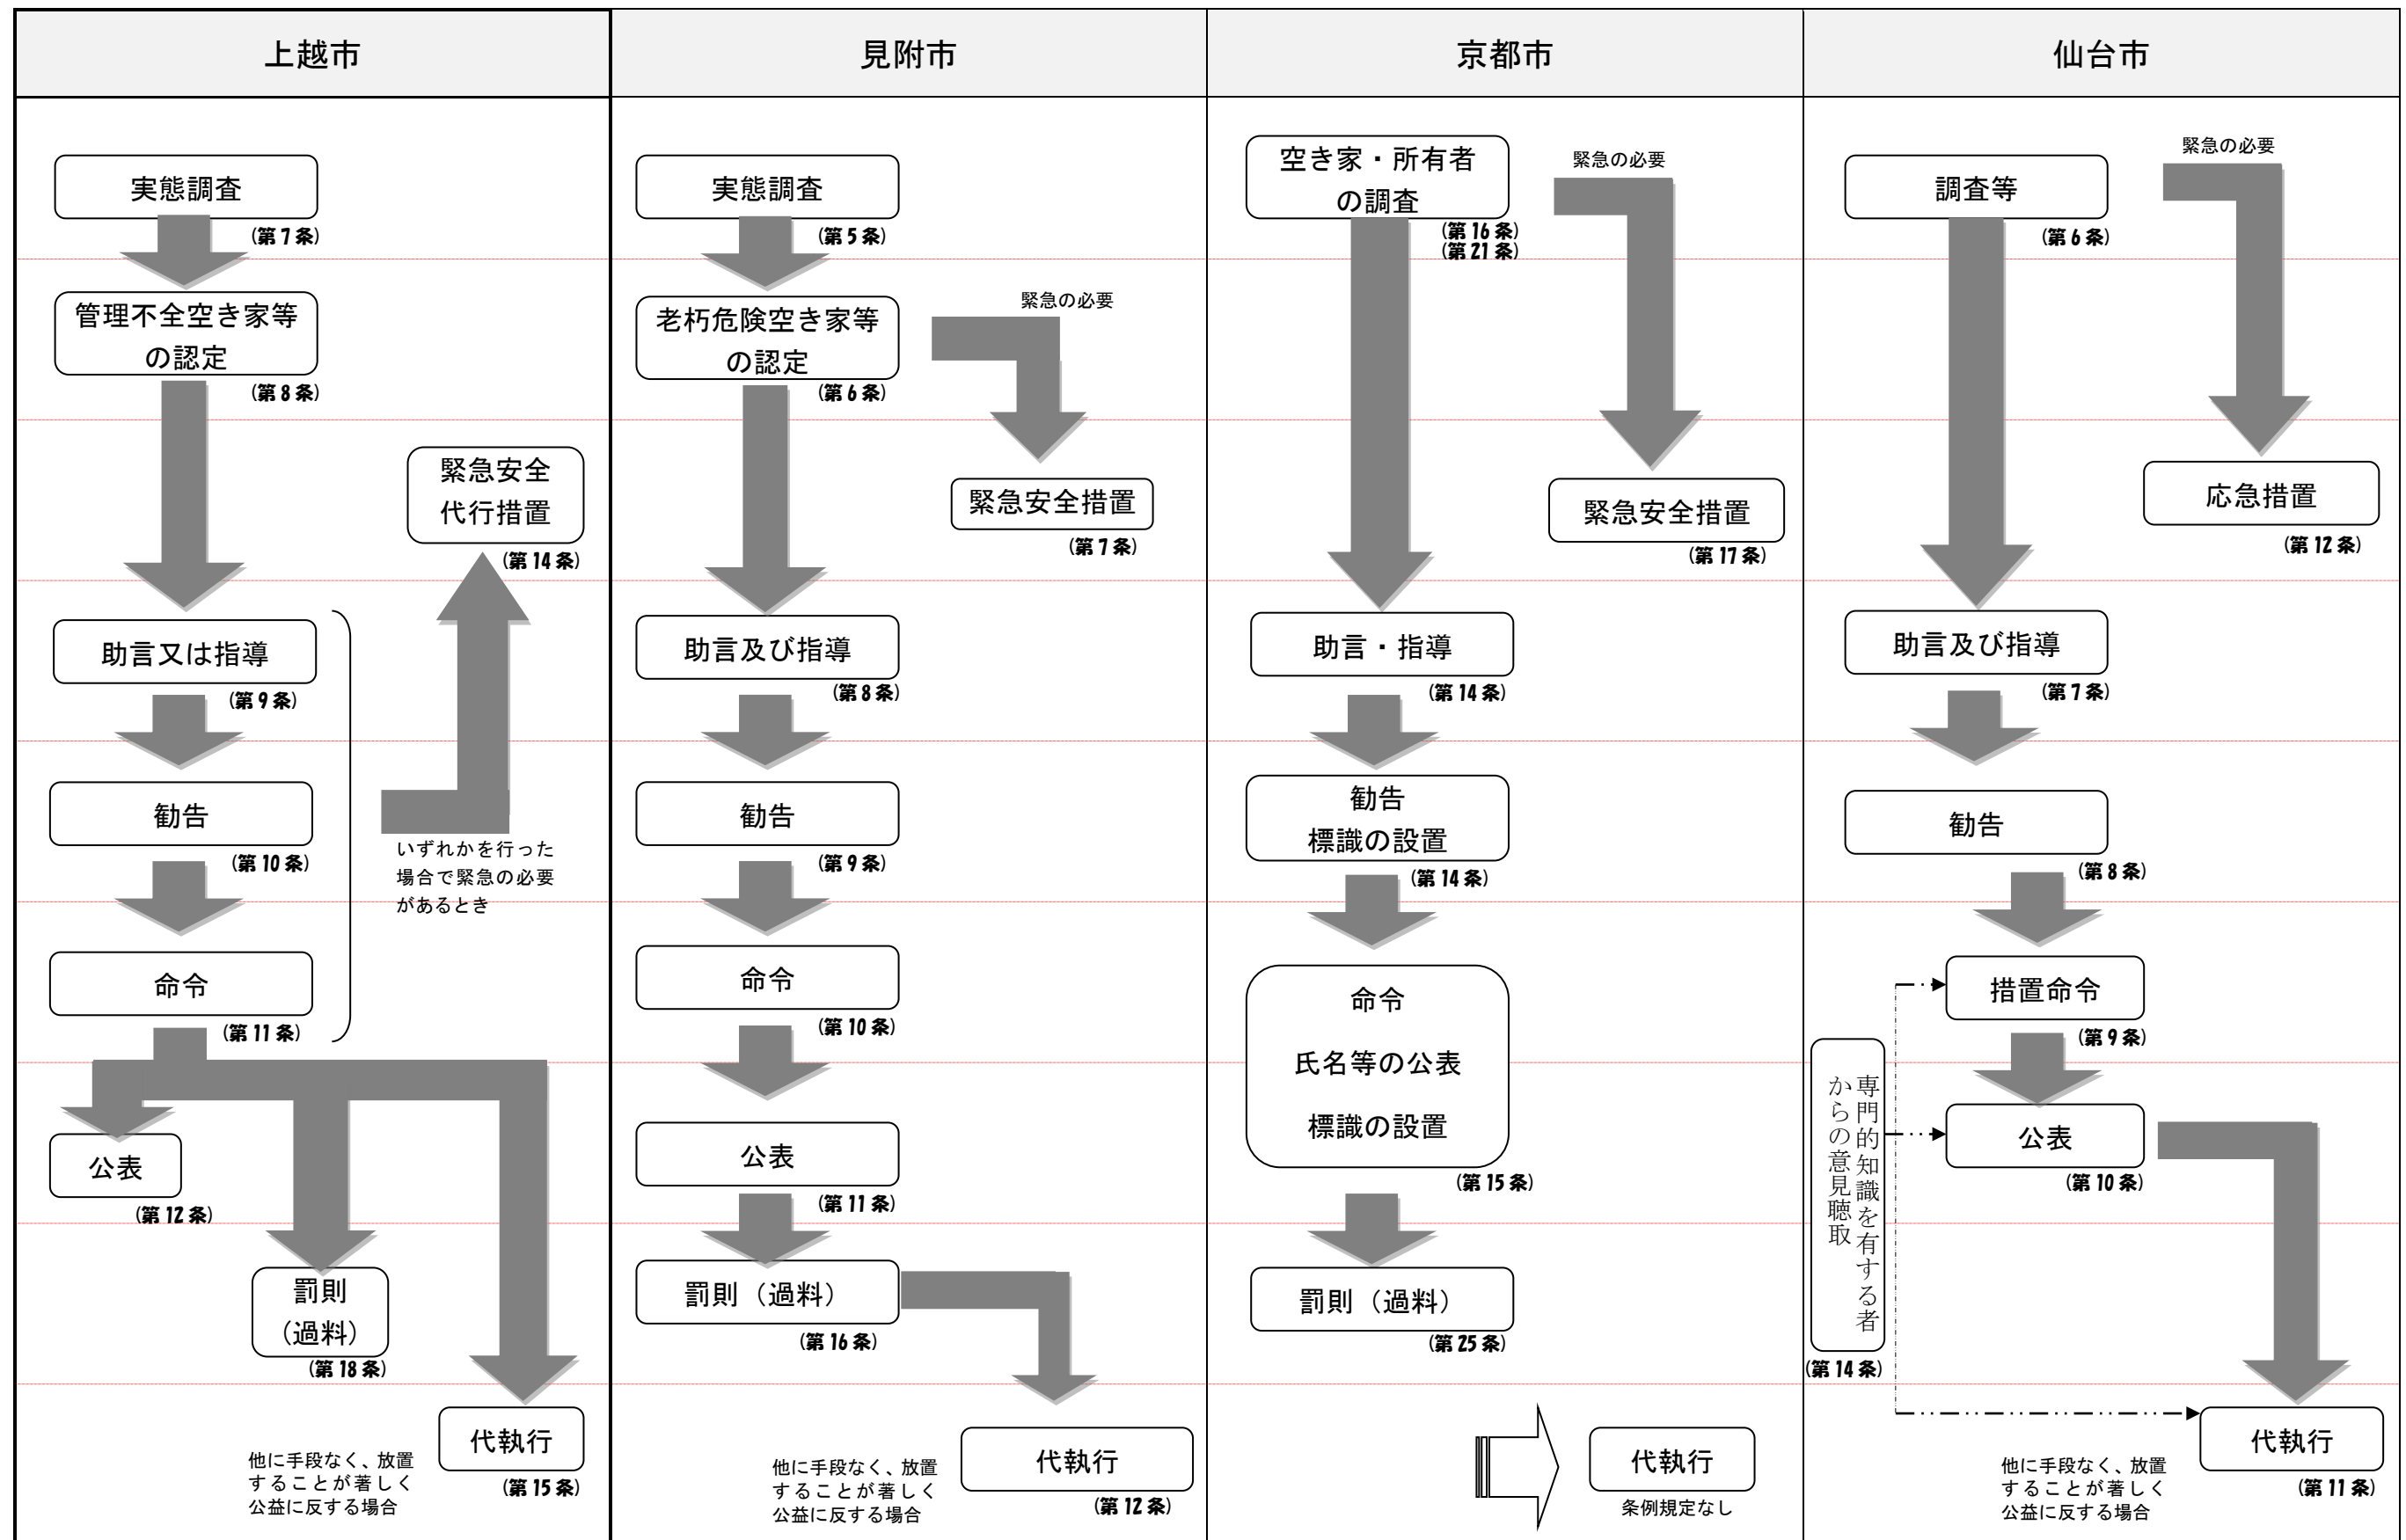 上越市
実態調査
(第7条)
管理不全空き家等
の認定
(第8条)
緊急安全
代行措置
(第14条)
助言又は指導
(第9条)
勧告
(第10条)
いずれかを行った
場合で緊急の必要
があるとき
命令
(第11条)
公表
(第12条)
罰則
(過料)
(第18条)
代執行
(第15条)
他に手段なく、放置
することが著しく
公益に反する場合
見附市
実態調査
(第5条)
老朽危険空き家等
の認定
(第6条)
緊急の必要
緊急安全措置
(第7条)
助言及び指導
(第8条)
勧告
(第9条)
命令
(第10条)
公表
(第11条)
罰則（過料）
(第16条)
代執行
(第12条)
他に手段なく、放置
することが著しく
公益に反する場合
京都市
空き家・所有者
の調査
(第16条)
(第21条)
緊急の必要
緊急安全措置
(第17条)
助言・指導
(第14条)
勧告
標識の設置
(第14条)
命令
氏名等の公表
標識の設置
(第15条)
罰則（過料）
(第25条)
代執行
条例規定なし
仙台市
調査等
(第6条)
緊急の必要
応急措置
(第12条)
助言及び指導
(第7条)
勧告
(第8条)
措置命令
(第9条)
専門的知識を有する者
からの意見聴取
(第14条)
公表
(第10条)
代執行
(第11条)
他に手段なく、放置
することが著しく
公益に反する場合